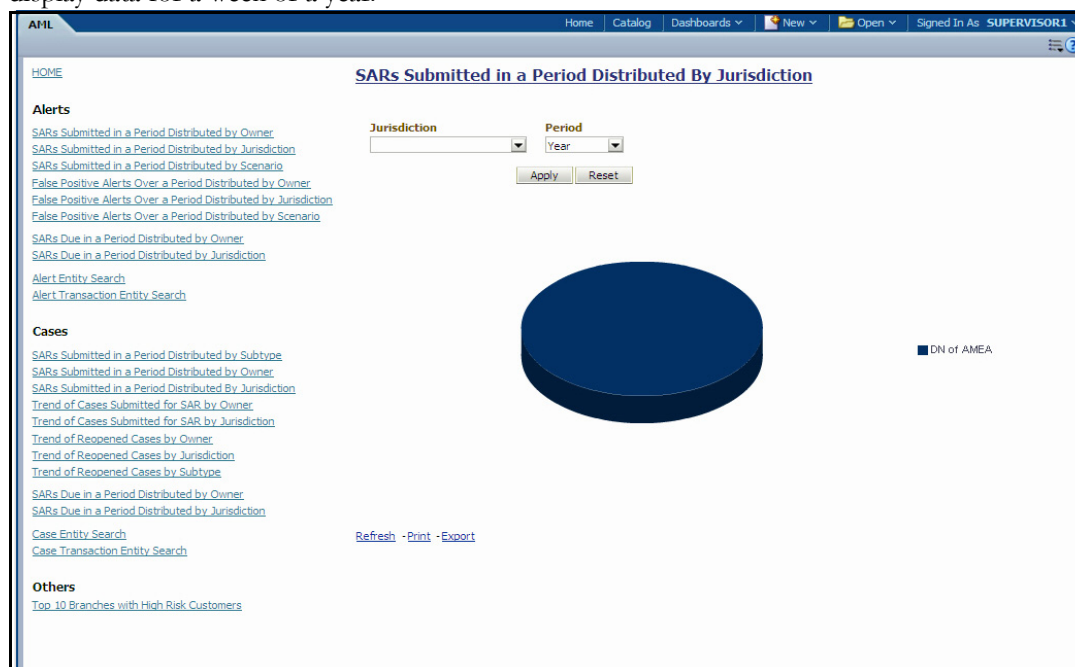 display data for a week of a year.
AML
Home Catalog Dashboards New Open Signed In As SUPERVISOR1
HOME
Alerts
SARs Submitted in a Period Distributed by Owner
SARs Submitted in a Period Distributed by Jurisdiction
SARs Submitted in a Period Distributed by Scenario
False Positive Alerts Over a Period Distributed by Owner
False Positive Alerts Over a Period Distributed by Jurisdiction
False Positive Alerts Over a Period Distributed by Scenario
SARs Due in a Period Distributed by Owner
SARs Due in a Period Distributed by Jurisdiction
Alert Entity Search
Alert Transaction Entity Search
Cases
SARs Submitted in a Period Distributed by Subtype
SARs Submitted in a Period Distributed by Owner
SARs Submitted in a Period Distributed By Jurisdiction
Trend of Cases Submitted for SAR by Owner
Trend of Cases Submitted for SAR by Jurisdiction
Trend of Reopened Cases by Owner
Trend of Reopened Cases by Jurisdiction
Trend of Reopened Cases by Subtype
SARs Due in a Period Distributed by Owner
SARs Due in a Period Distributed by Jurisdiction
Case Entity Search
Case Transaction Entity Search
Others
Top 10 Branches with High Risk Customers
SARs Submitted in a Period Distributed By Jurisdiction
Jurisdiction Period
Year
Apply Reset
DN of AMEA
Refresh - Print - Export